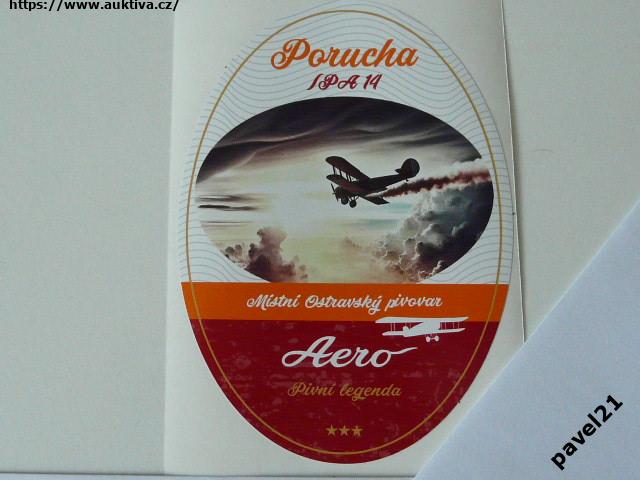 https://www.auktiva.cz/
Porucha
IPA 14
Místní Ostravský pivovar
Aero
Pivní legenda
pavel21